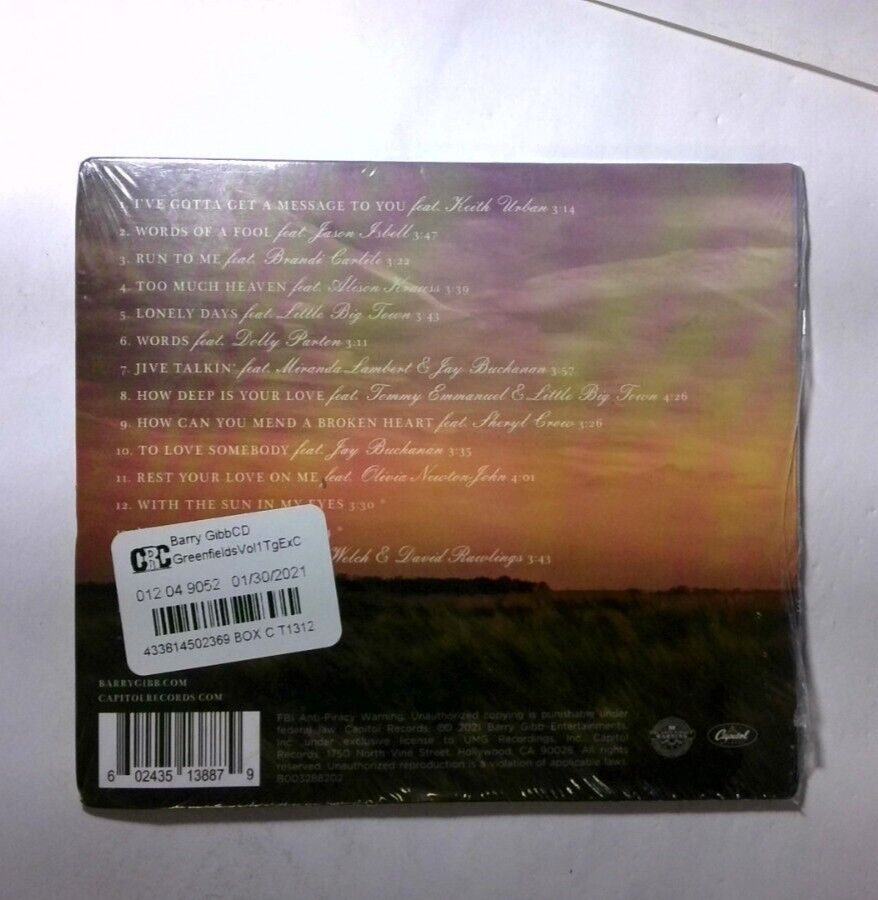 1. I'VE GOTTA GET A MESSAGE TO YOU feat. Keith Urban 3:14
2. WORDS OF A FOOL feat. Jason Isbell 3:47
3. RUN TO ME feat. Brandi Carlile 3:22
4. TOO MUCH HEAVEN feat. Alison Krauss 3:39
5. LONELY DAYS feat. Little Big Town 3:43
6. WORDS feat. Dolly Parton 3:11
7. JIVE TALKIN' feat. Miranda Lambert & Jay Buchanan 3:57
8. HOW DEEP IS YOUR LOVE feat. Tommy Emmanuel & Little Big Town 4:26
9. HOW CAN YOU MEND A BROKEN HEART feat. Sheryl Crow 3:26
10. TO LOVE SOMEBODY feat. Jay Buchanan 3:35
11. REST YOUR LOVE ON ME feat. Olivia Newton-John 4:01
12. WITH THE SUN IN MY EYES 3:30 *
*
Welch & David Rawlings 3:43
CRC
Barry GibbCD
GreenfieldsVol1TgExC
012 04 9052 01/30/2021
433814502369 BOX C T1312
BARRYGIBB.COM
CAPITOLRECORDS.COM
6 02435 13887 9
FBI Anti-Piracy Warning: Unauthorized copying is punishable under
federal law. Capitol Records, © 2021 Barry Gibb Entertainments,
Inc. under exclusive license to UMG Recordings, Inc. Capitol
Records, 1750 North Vine Street, Hollywood, CA 90028. All rights
reserved. Unauthorized reproduction is a violation of applicable laws.
B003288202
WARNING
Capitol